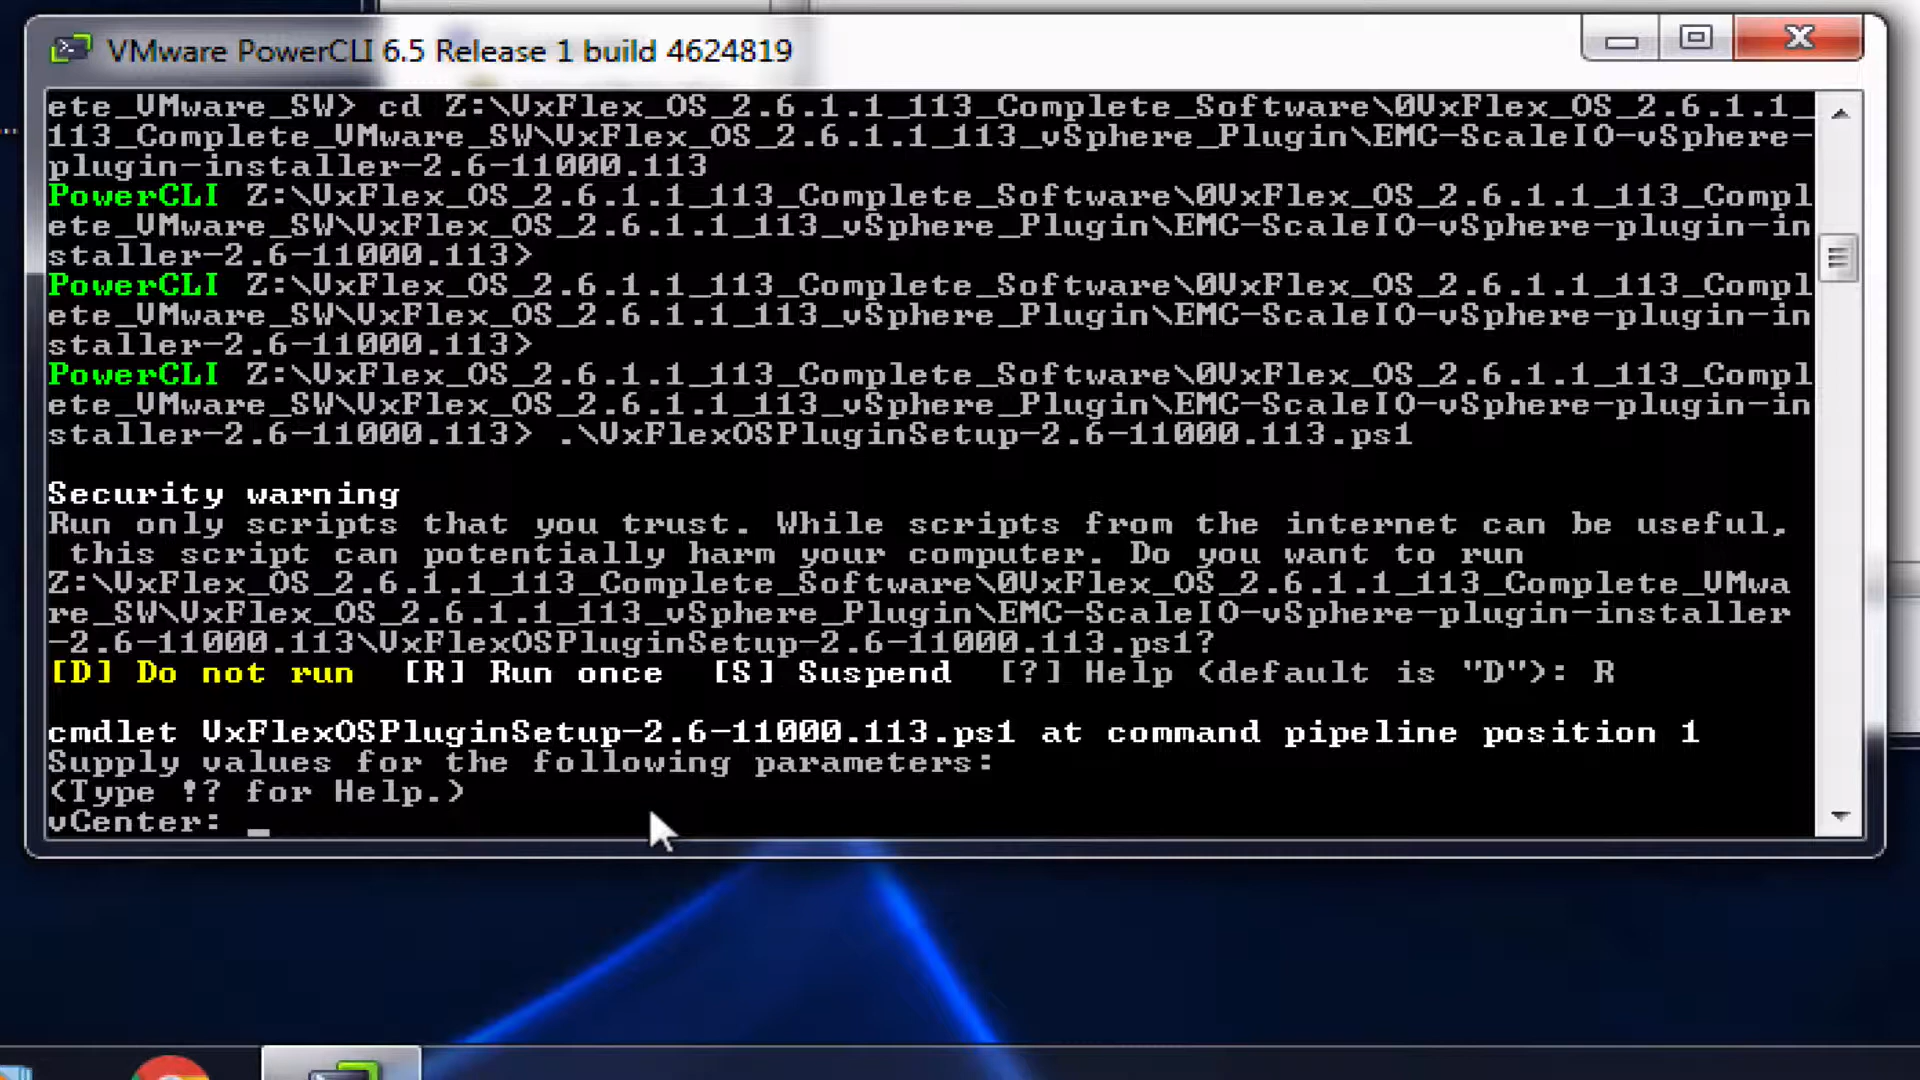 VMware PowerCLI 6.5 Release 1 build 4624819
ete_VMware_SW> cd Z:\VxFlex_OS_2.6.1.1_113_Complete_Software\0VxFlex_OS_2.6.1.1_
113_Complete_VMware_SW\VxFlex_OS_2.6.1.1_113_vSphere_Plugin\EMC-ScaleIO-vSphere-
plugin-installer-2.6-11000.113
PowerCLI Z:\VxFlex_OS_2.6.1.1_113_Complete_Software\0VxFlex_OS_2.6.1.1_113_Compl
ete_VMware_SW\VxFlex_OS_2.6.1.1_113_vSphere_Plugin\EMC-ScaleIO-vSphere-plugin-in
staller-2.6-11000.113>
PowerCLI Z:\VxFlex_OS_2.6.1.1_113_Complete_Software\0VxFlex_OS_2.6.1.1_113_Compl
ete_VMware_SW\VxFlex_OS_2.6.1.1_113_vSphere_Plugin\EMC-ScaleIO-vSphere-plugin-in
staller-2.6-11000.113>
PowerCLI Z:\VxFlex_OS_2.6.1.1_113_Complete_Software\0VxFlex_OS_2.6.1.1_113_Compl
ete_VMware_SW\VxFlex_OS_2.6.1.1_113_vSphere_Plugin\EMC-ScaleIO-vSphere-plugin-in
staller-2.6-11000.113> .\VxFlexOSPluginSetup-2.6-11000.113.ps1
Security warning
Run only scripts that you trust. While scripts from the internet can be useful,
this script can potentially harm your computer. Do you want to run
Z:\VxFlex_OS_2.6.1.1_113_Complete_Software\0VxFlex_OS_2.6.1.1_113_Complete_VMwa
re_SW\VxFlex_OS_2.6.1.1_113_vSphere_Plugin\EMC-ScaleIO-vSphere-plugin-installer
-2.6-11000.113\VxFlexOSPluginSetup-2.6-11000.113.ps1?
[D] Do not run  [R] Run once  [S] Suspend  [?] Help (default is "D"): R
cmdlet VxFlexOSPluginSetup-2.6-11000.113.ps1 at command pipeline position 1
Supply values for the following parameters:
(Type !? for Help.)
vCenter: _